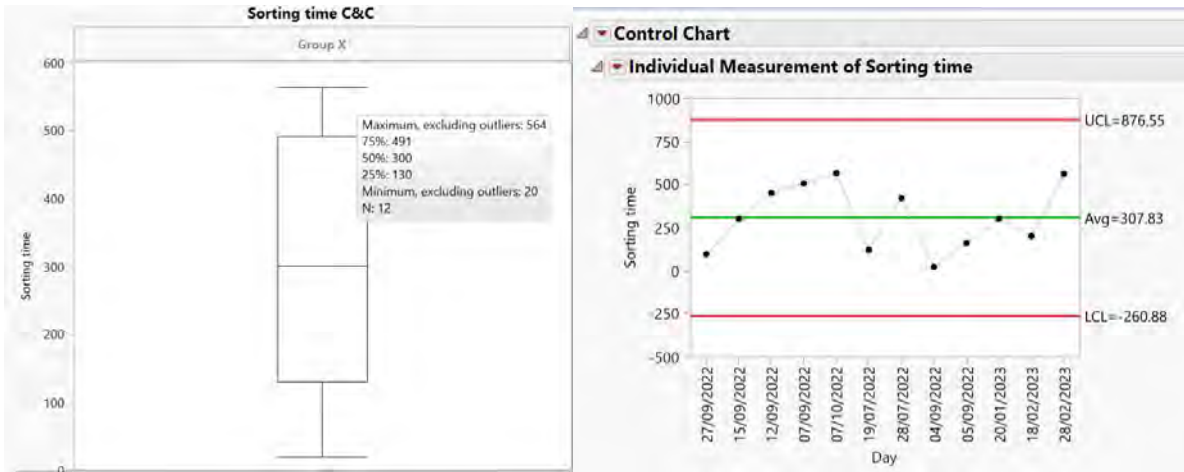 Sorting time C&C
Group X
600
500
400
300
200
100
0
Sorting time
Maximum, excluding outliers: 564
75%: 491
50%: 300
25%: 130
Minimum, excluding outliers: 20
N: 12
Control Chart
Individual Measurement of Sorting time
1000
750
500
250
0
-250
-500
Sorting time
UCL=876.55
Avg=307.83
LCL=-260.88
27/09/2022
15/09/2022
12/09/2022
07/09/2022
07/10/2022
19/07/2022
28/07/2022
04/09/2022
05/09/2022
20/01/2023
18/02/2023
28/02/2023
Day